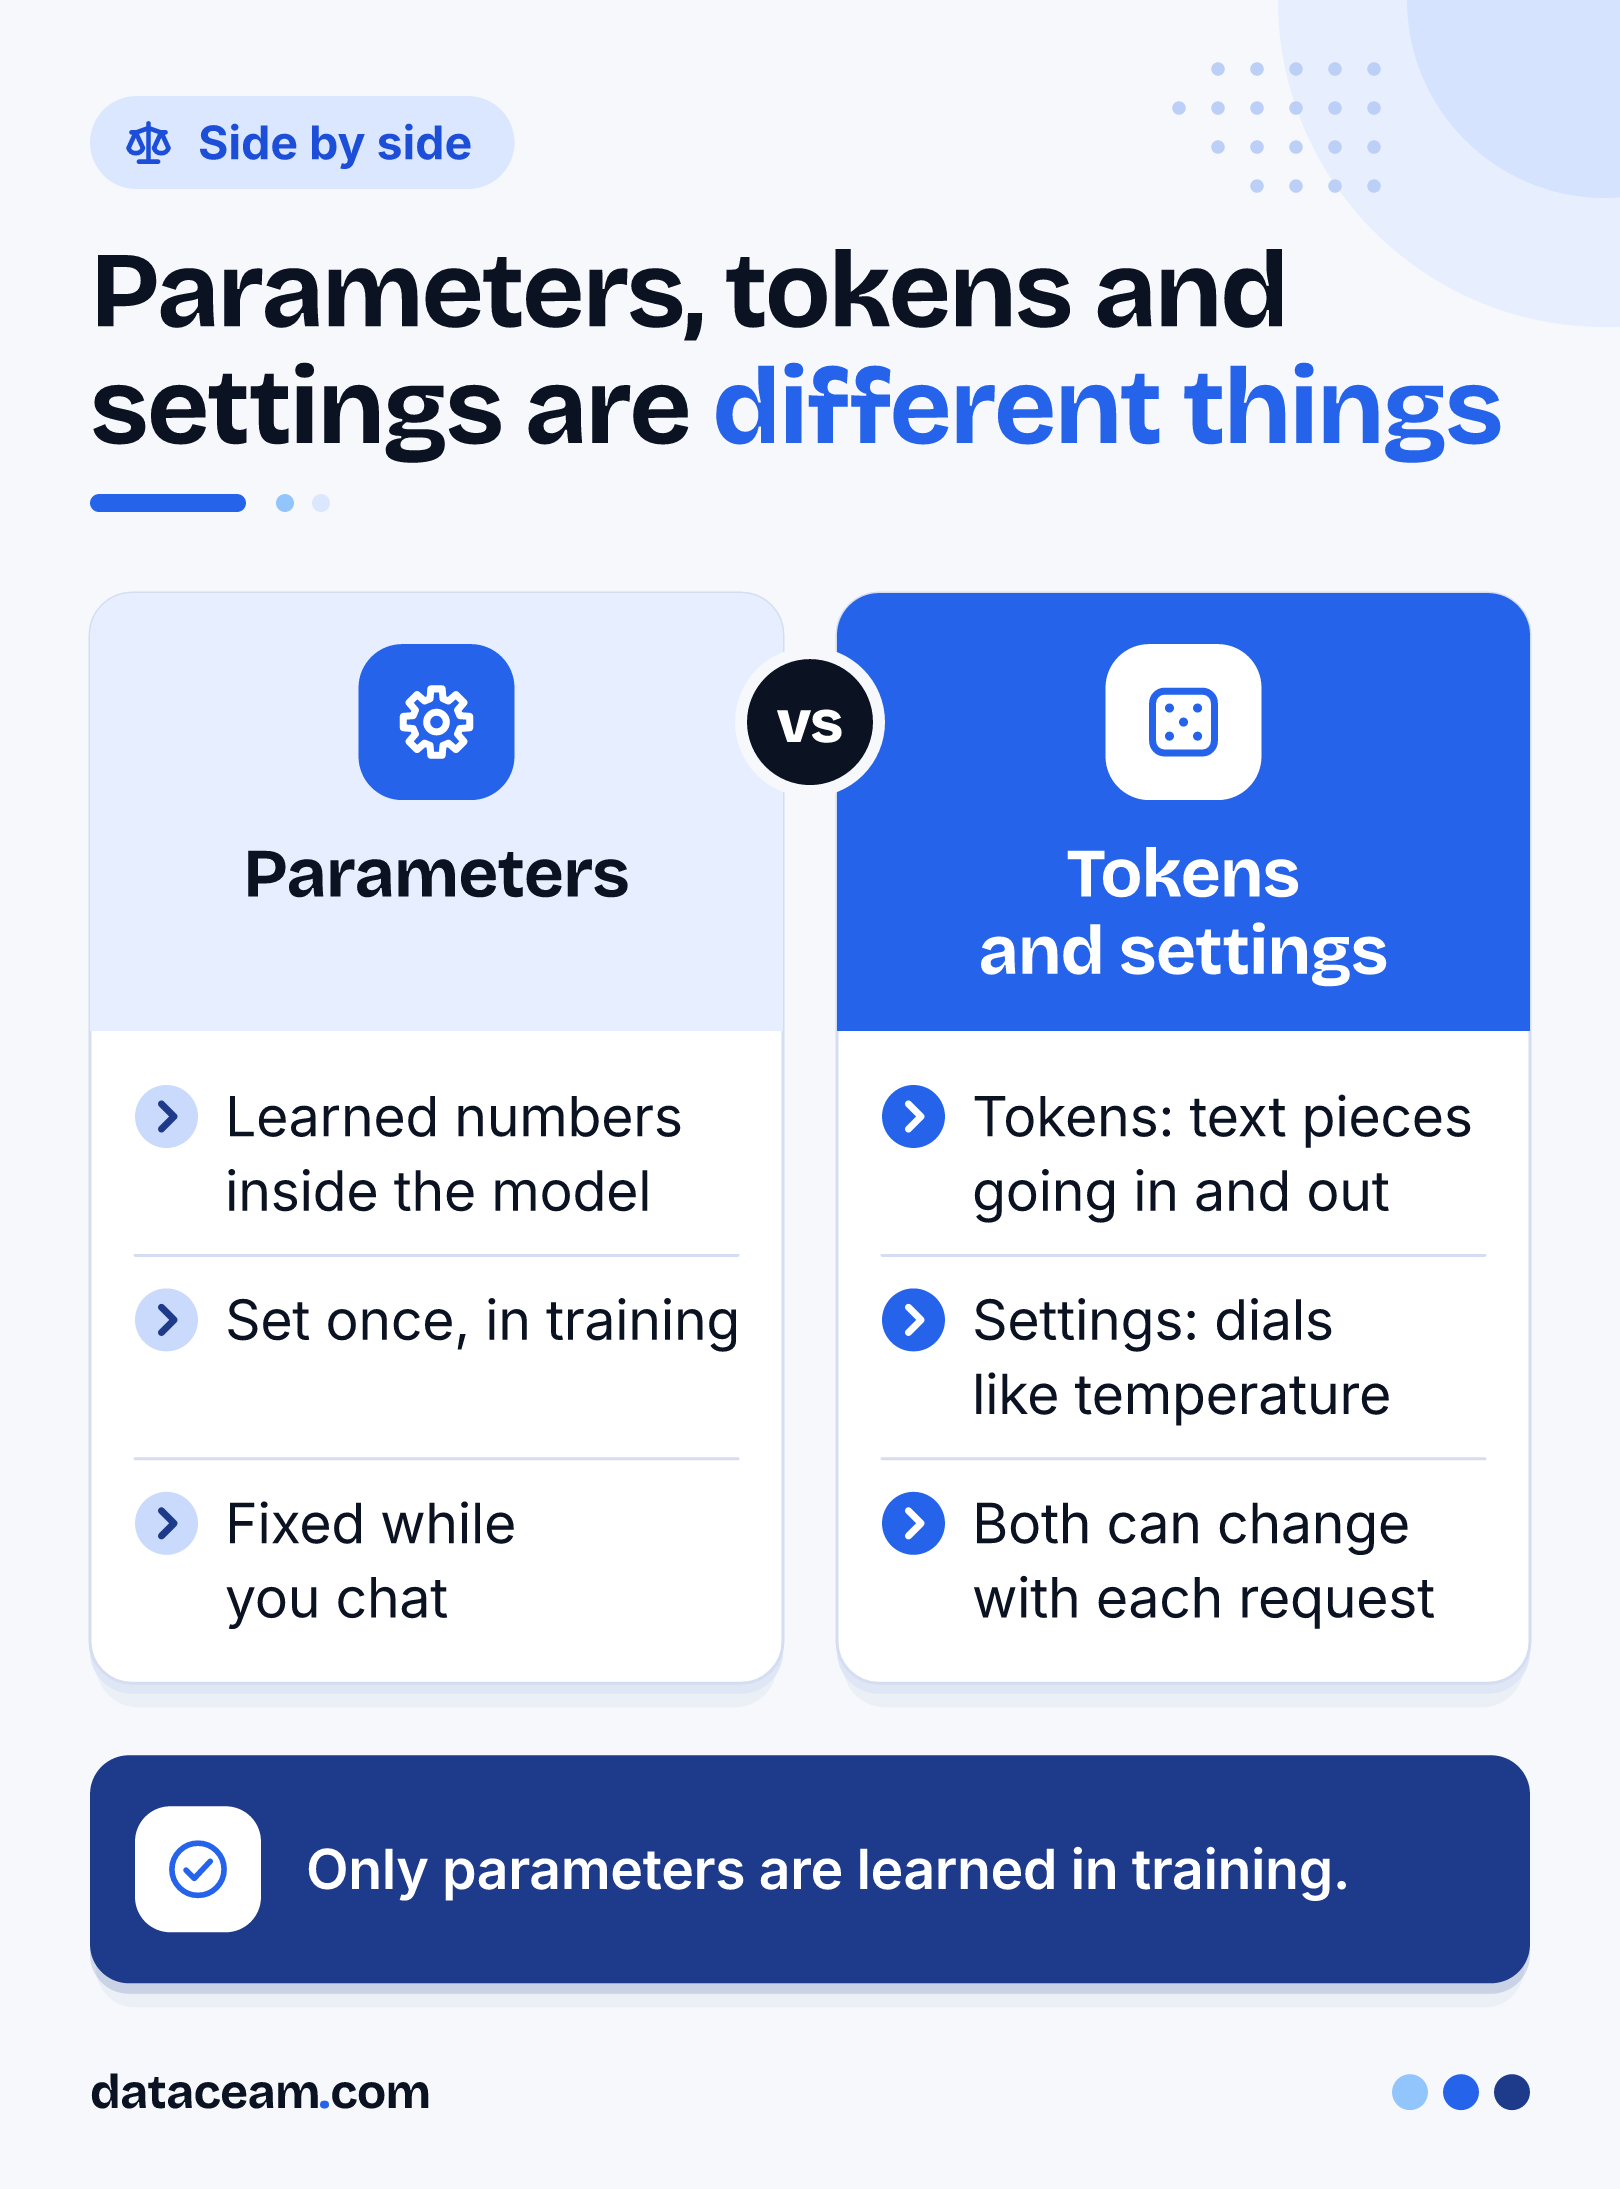 Side by side
Parameters, tokens and
settings are different things
vs
Parameters
Learned numbers
inside the model
Set once, in training
Fixed while
you chat
Tokens
and settings
Tokens: text pieces
going in and out
Settings: dials
like temperature
Both can change
with each request
Only parameters are learned in training.
dataceam.com